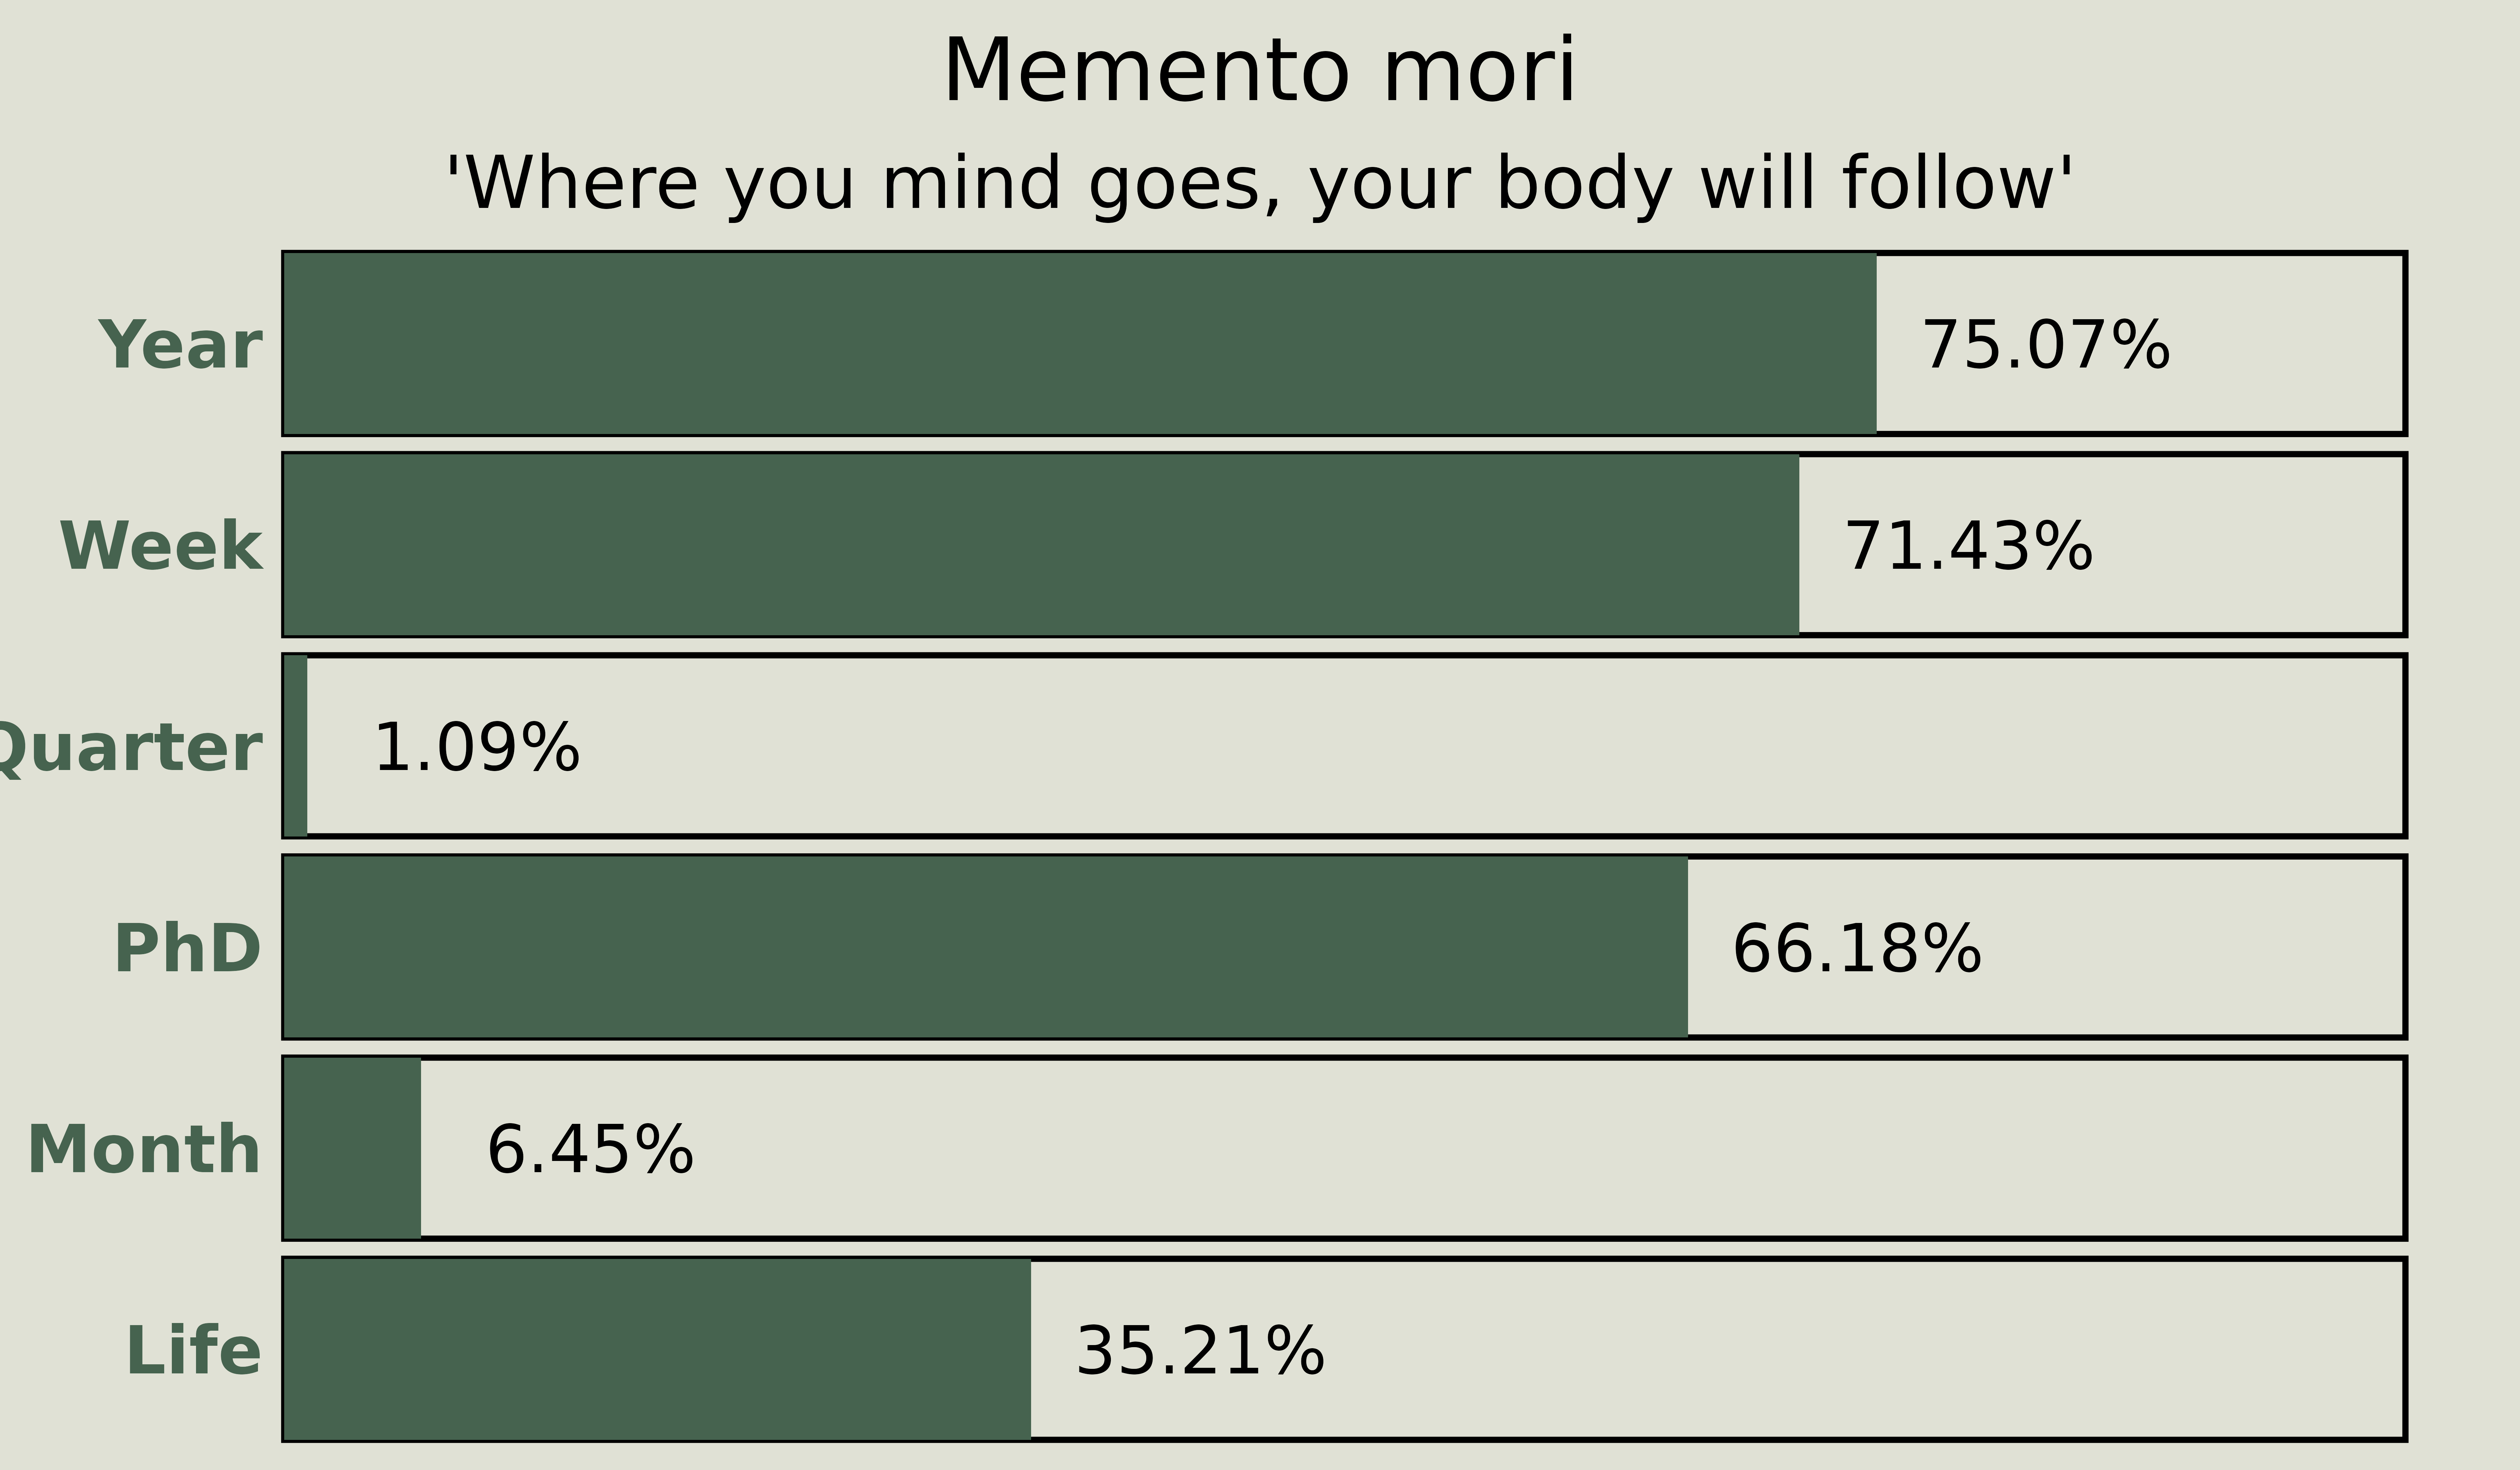 Memento mori
'Where you mind goes, your body will follow'
Year 75.07%
Week 71.43%
Quarter 1.09%
PhD 66.18%
Month 6.45%
Life 35.21%